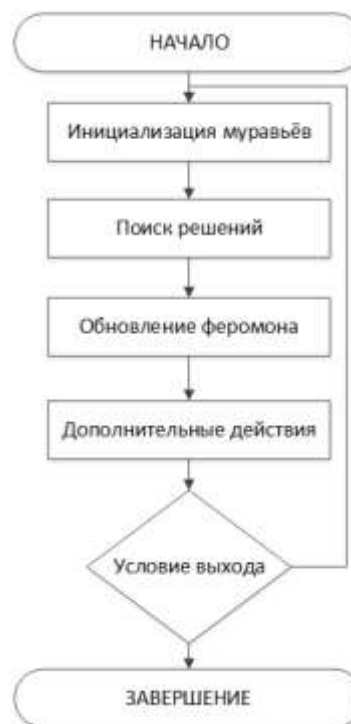 НАЧАЛО
Инициализация муравьёв
Поиск решений
Обновление феромона
Дополнительные действия
Условие выхода
ЗАВЕРШЕНИЕ